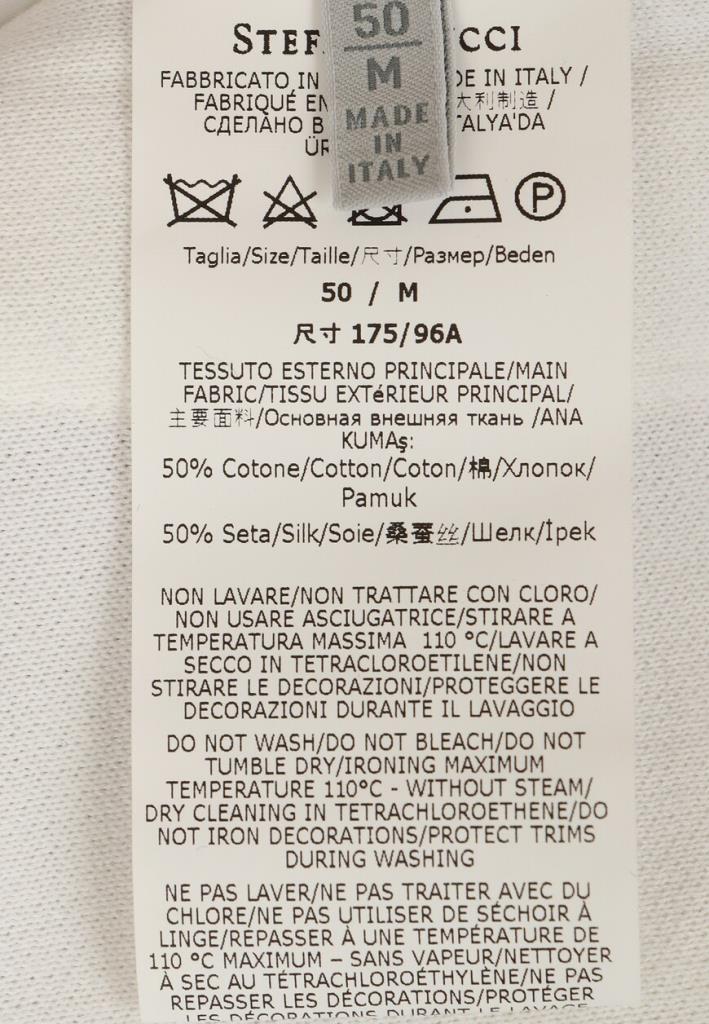 50
M
MADE
IN
ITALY
FABBRICATO IN IN ITALY /
FABRIQUÉ EN 大利制造 /
СДЕЛАНО В
Taglia/Size/Taille/尺寸/Размер/Beden
50 / M
尺寸 175/96A
TESSUTO ESTERNO PRINCIPALE/MAIN
FABRIC/TISSU EXTéRIEUR PRINCIPAL/
主要面料/Основная внешняя ткань /ANA
KUMAş:
50% Cotone/Cotton/Coton/棉/Хлопок/
Pamuk
50% Seta/Silk/Soie/桑蚕丝/Шелк/İpek
NON LAVARE/NON TRATTARE CON CLORO/
NON USARE ASCIUGATRICE/STIRARE A
TEMPERATURA MASSIMA 110 °C/LAVARE A
SECCO IN TETRACLOROETILENE/NON
STIRARE LE DECORAZIONI/PROTEGGERE LE
DECORAZIONI DURANTE IL LAVAGGIO
DO NOT WASH/DO NOT BLEACH/DO NOT
TUMBLE DRY/IRONING MAXIMUM
TEMPERATURE 110°C - WITHOUT STEAM/
DRY CLEANING IN TETRACHLOROETHENE/DO
NOT IRON DECORATIONS/PROTECT TRIMS
DURING WASHING
NE PAS LAVER/NE PAS TRAITER AVEC DU
CHLORE/NE PAS UTILISER DE SÉCHOIR À
LINGE/REPASSER À UNE TEMPÉRATURE DE
110 °C MAXIMUM – SANS VAPEUR/NETTOYER
À SEC AU TÉTRACHLOROÉTHYLÈNE/NE PAS
REPASSER LES DÉCORATIONS/PROTÉGER
LES DÉCORATIONS DURANT LE LAVAGE